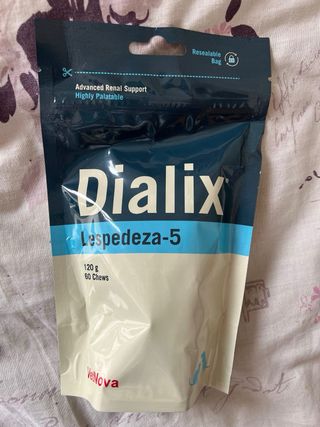 Resealable
Bag
Advanced Renal Support
Highly Palatable
Dialix
Lespedeza-5
120 g
60 Chews
VetNova